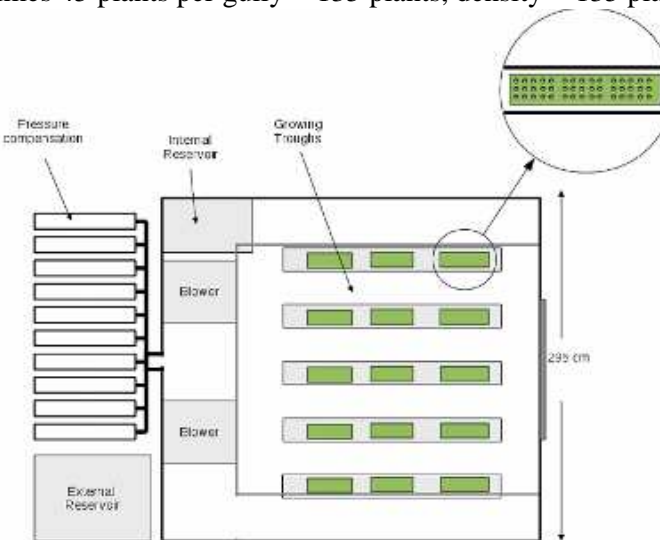 Pressure
compensation
Internal
Reservoir
Growing
Troughs
Blower
295 cm
Blower
External
Reservoir